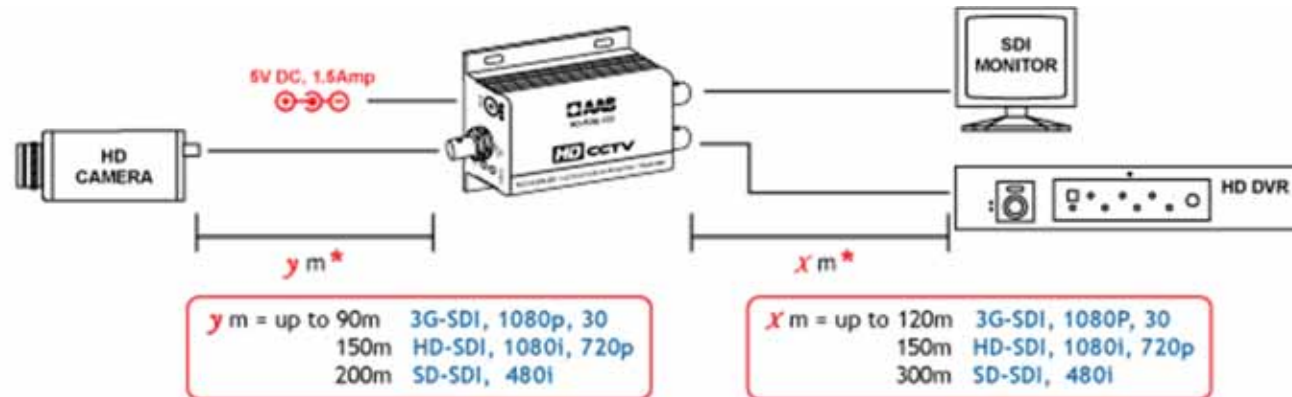 5V DC, 1.5Amp
SDI
MONITOR
AAS
HD CCTV
HD
CAMERA
HD DVR
y m*
x m*
y m = up to 90m 3G-SDI, 1080p, 30
150m HD-SDI, 1080i, 720p
200m SD-SDI, 480i
x m = up to 120m 3G-SDI, 1080P, 30
150m HD-SDI, 1080i, 720p
300m SD-SDI, 480i